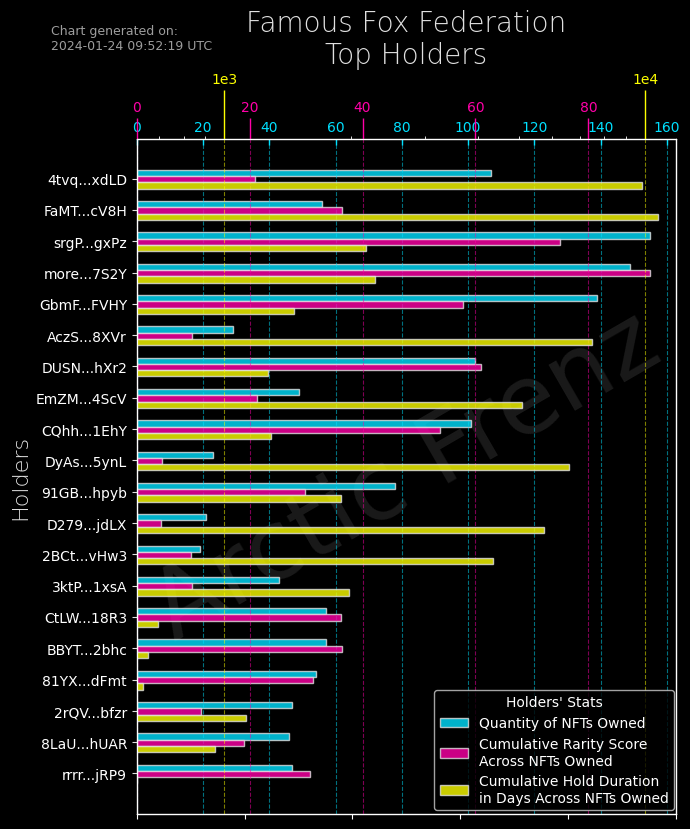 Famous Fox Federation
Top Holders
Chart generated on:
2024-01-24 09:52:19 UTC
1e3 1e4
0 20 40 60 80
0 20 40 60 80 100 120 140 160
Holders
4tvq...xdLD
FaMT...cV8H
srgP...gxPz
more...7S2Y
GbmF...FVHY
AczS...8XVr
DUSN...hXr2
EmZM...4ScV
CQhh...1EhY
DyAs...5ynL
91GB...hpyb
D279...jdLX
2BCt...vHw3
3ktP...1xsA
CtLW...18R3
BBYT...2bhc
81YX...dFmt
2rQV...bfzr
8LaU...hUAR
rrrr...jRP9
Arctic Frenz
Holders' Stats
Quantity of NFTs Owned
Cumulative Rarity Score
Across NFTs Owned
Cumulative Hold Duration
in Days Across NFTs Owned